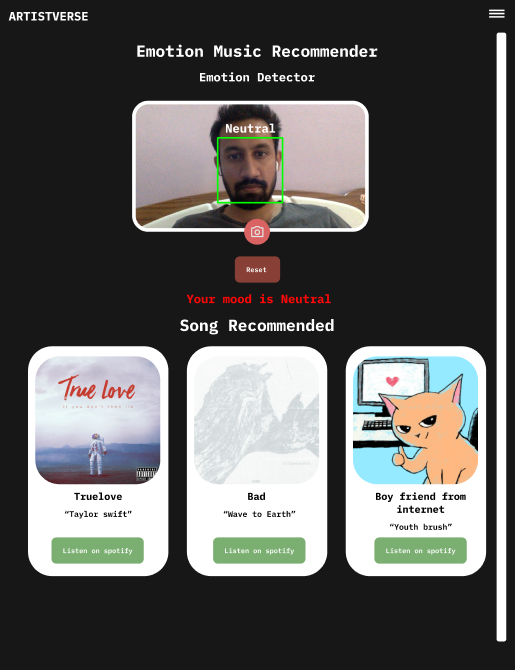 ARTISTVERSE
Emotion Music Recommender
Emotion Detector
Neutral
Reset
Your mood is Neutral
Song Recommended
True love
Truelove
“Taylor swift”
Listen on spotify
Bad
“Wave to Earth”
Listen on spotify
Boy friend from
internet
“Youth brush”
Listen on spotify